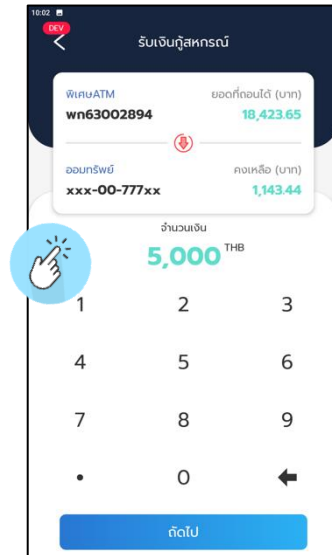 10:02
DEV
รับเงินกู้สหกรณ์
พิเศษATM ยอดที่ถอนได้ (บาท)
พก63002894 18,423.65
ออมทรัพย์ คงเหลือ (บาท)
xxx-00-777xx 1,143.44
จำนวนเงิน
5,000 THB
1 2 3
4 5 6
7 8 9
. 0
ถัดไป